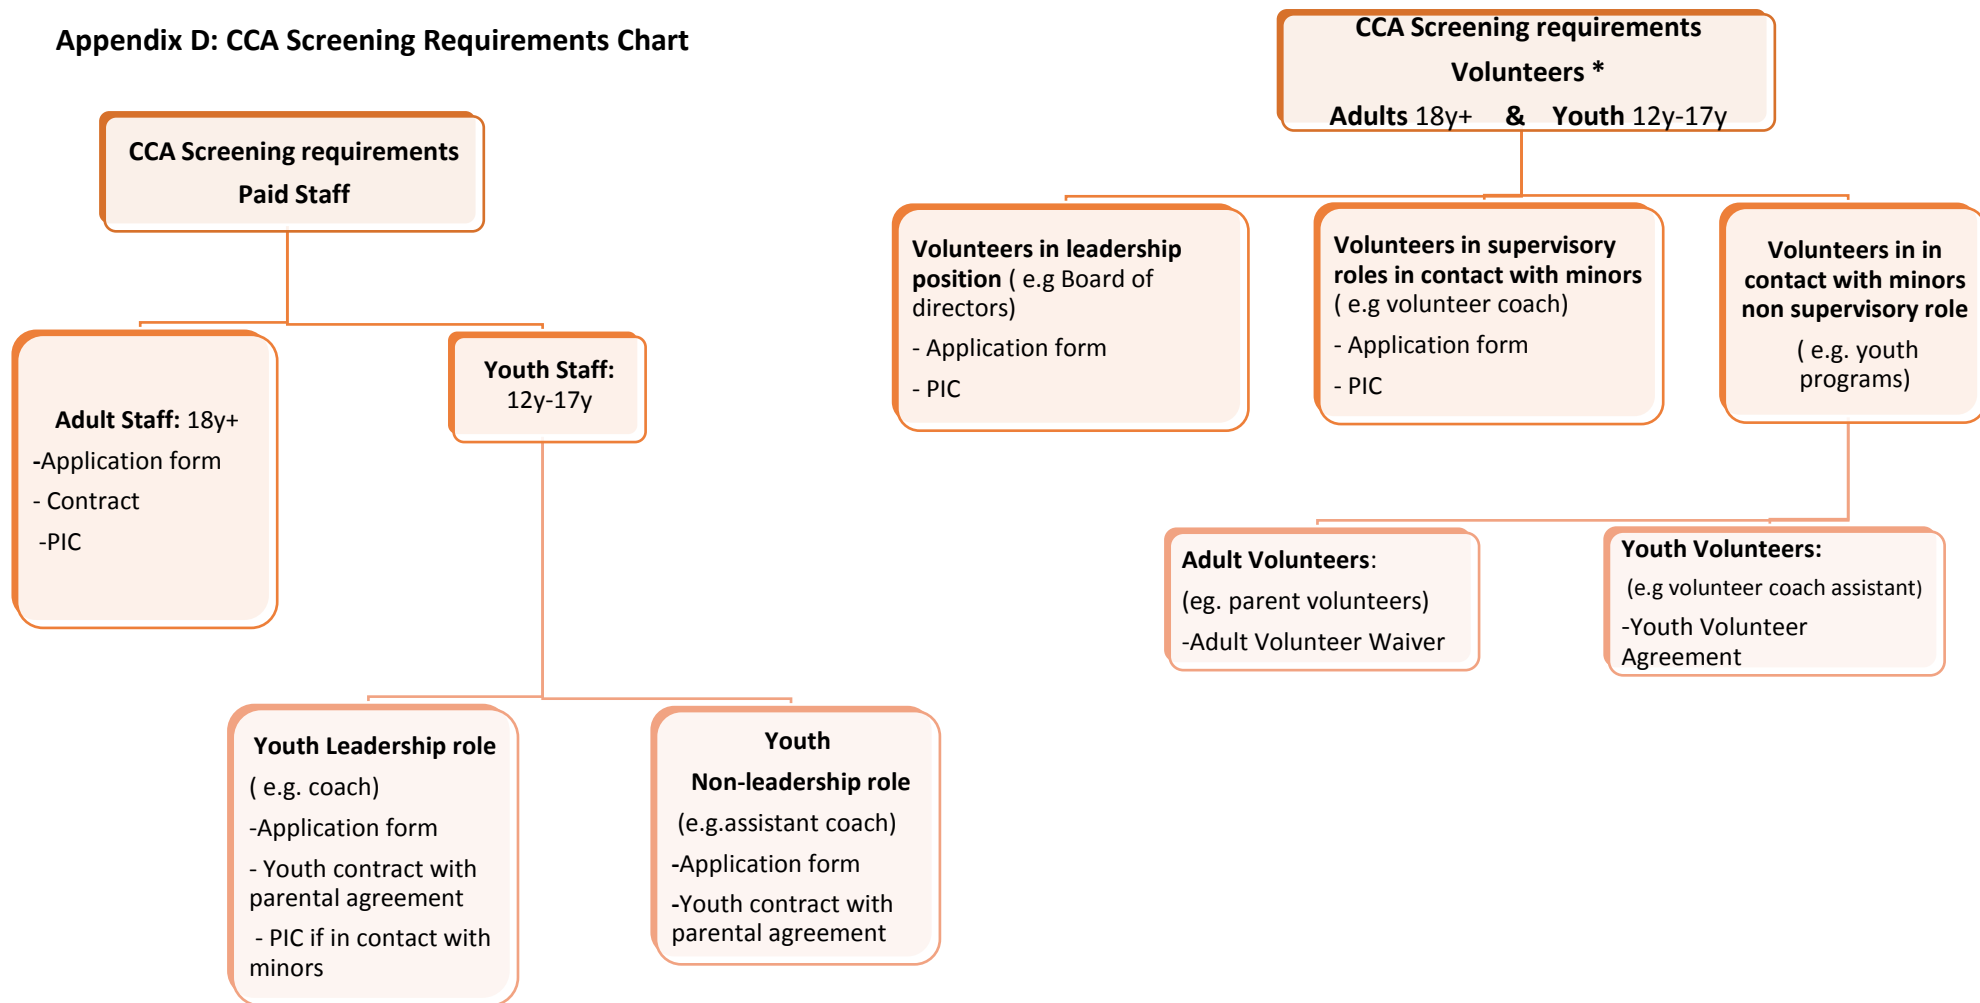 Appendix D: CCA Screening Requirements Chart
CCA Screening requirements
Paid Staff
Adult Staff: 18y+
-Application form
- Contract
-PIC
Youth Staff:
12y-17y
Youth Leadership role
( e.g. coach)
-Application form
- Youth contract with
parental agreement
- PIC if in contact with
minors
Youth
Non-leadership role
(e.g.assistant coach)
-Application form
-Youth contract with
parental agreement
CCA Screening requirements
Volunteers *
Adults 18y+ & Youth 12y-17y
Volunteers in leadership
position ( e.g Board of
directors)
- Application form
- PIC
Volunteers in supervisory
roles in contact with minors
( e.g volunteer coach)
- Application form
- PIC
Volunteers in in
contact with minors
non supervisory role
( e.g. youth
programs)
Adult Volunteers:
(eg. parent volunteers)
-Adult Volunteer Waiver
Youth Volunteers:
(e.g volunteer coach assistant)
-Youth Volunteer
Agreement